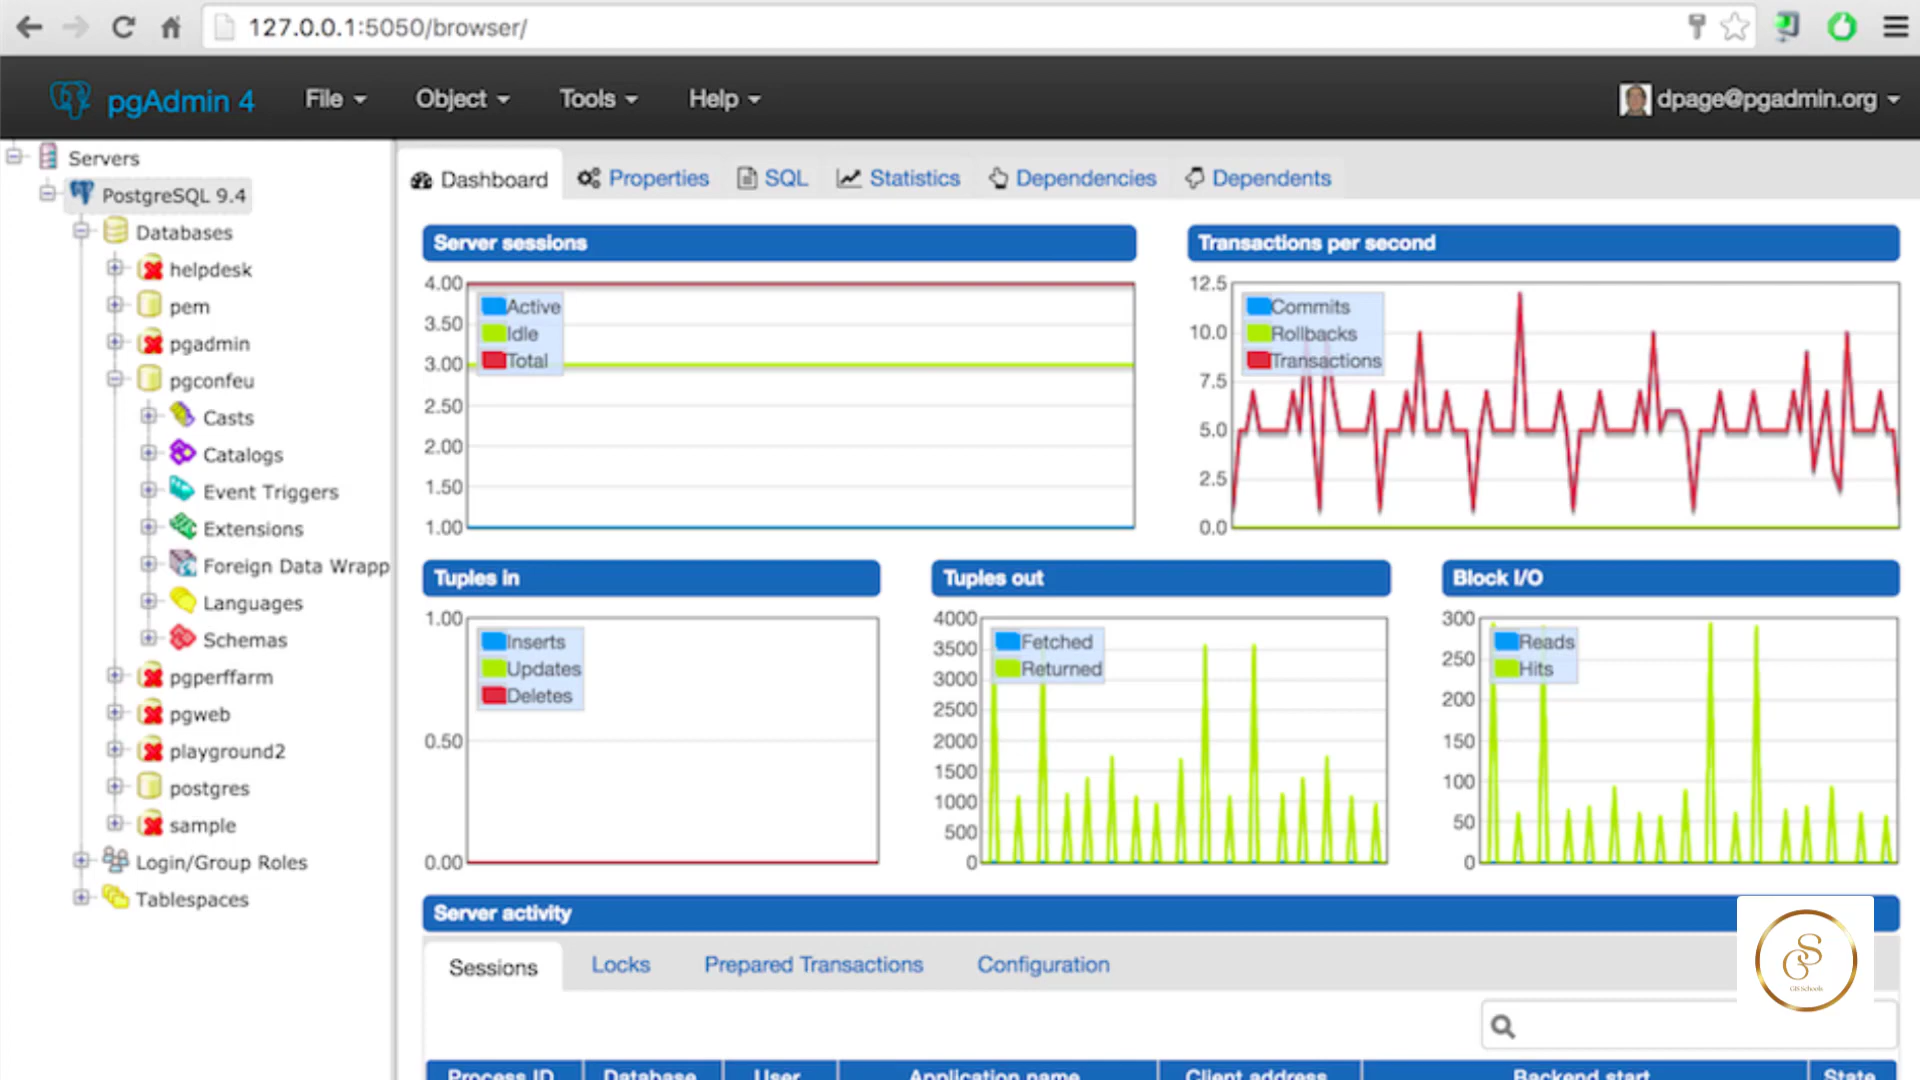 127.0.0.1:5050/browser/
pgAdmin 4 File Object Tools Help dpage@pgadmin.org
Servers
PostgreSQL 9.4
Databases
helpdesk
pem
pgadmin
pgconfeu
Casts
Catalogs
Event Triggers
Extensions
Foreign Data Wrapp
Languages
Schemas
pgperffarm
pgweb
playground2
postgres
sample
Login/Group Roles
Tablespaces
Dashboard Properties SQL Statistics Dependencies Dependents
Server sessions
4.00
3.50
3.00
2.50
2.00
1.50
1.00
Active
Idle
Total
Transactions per second
12.5
10.0
7.5
5.0
2.5
0.0
Commits
Rollbacks
Transactions
Tuples in
1.00
0.50
0.00
Inserts
Updates
Deletes
Tuples out
4000
3500
3000
2500
2000
1500
1000
500
0
Fetched
Returned
Block I/O
300
250
200
150
100
50
0
Reads
Hits
Server activity
Sessions Locks Prepared Transactions Configuration
GIS Schools
Process ID Database User Application name Client address Backend start State